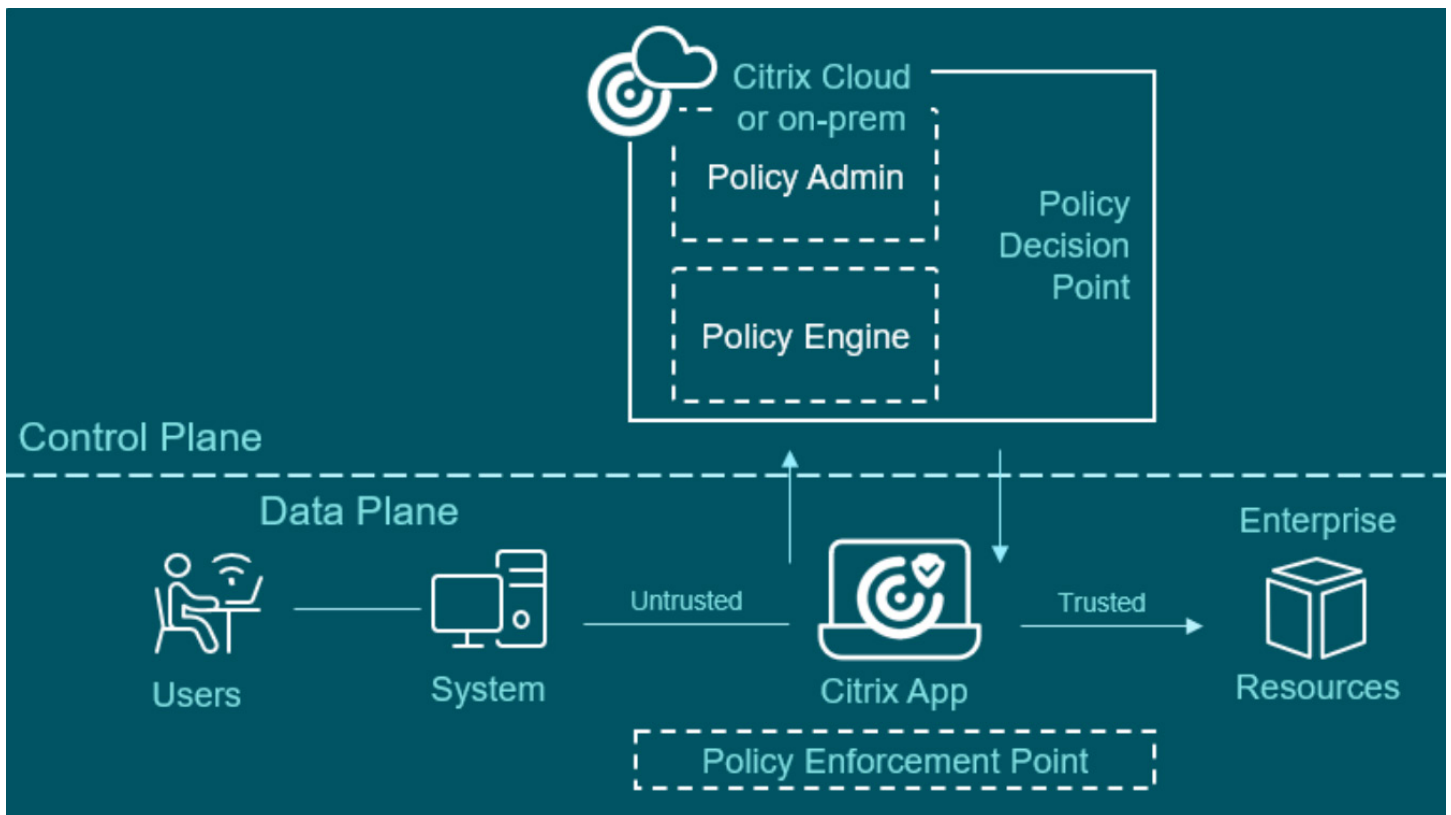 Citrix Cloud
or on-prem
Policy Admin
Policy
Decision
Point
Policy Engine
Control Plane
Data Plane
Enterprise
Untrusted
Trusted
Users
System
Citrix App
Resources
Policy Enforcement Point